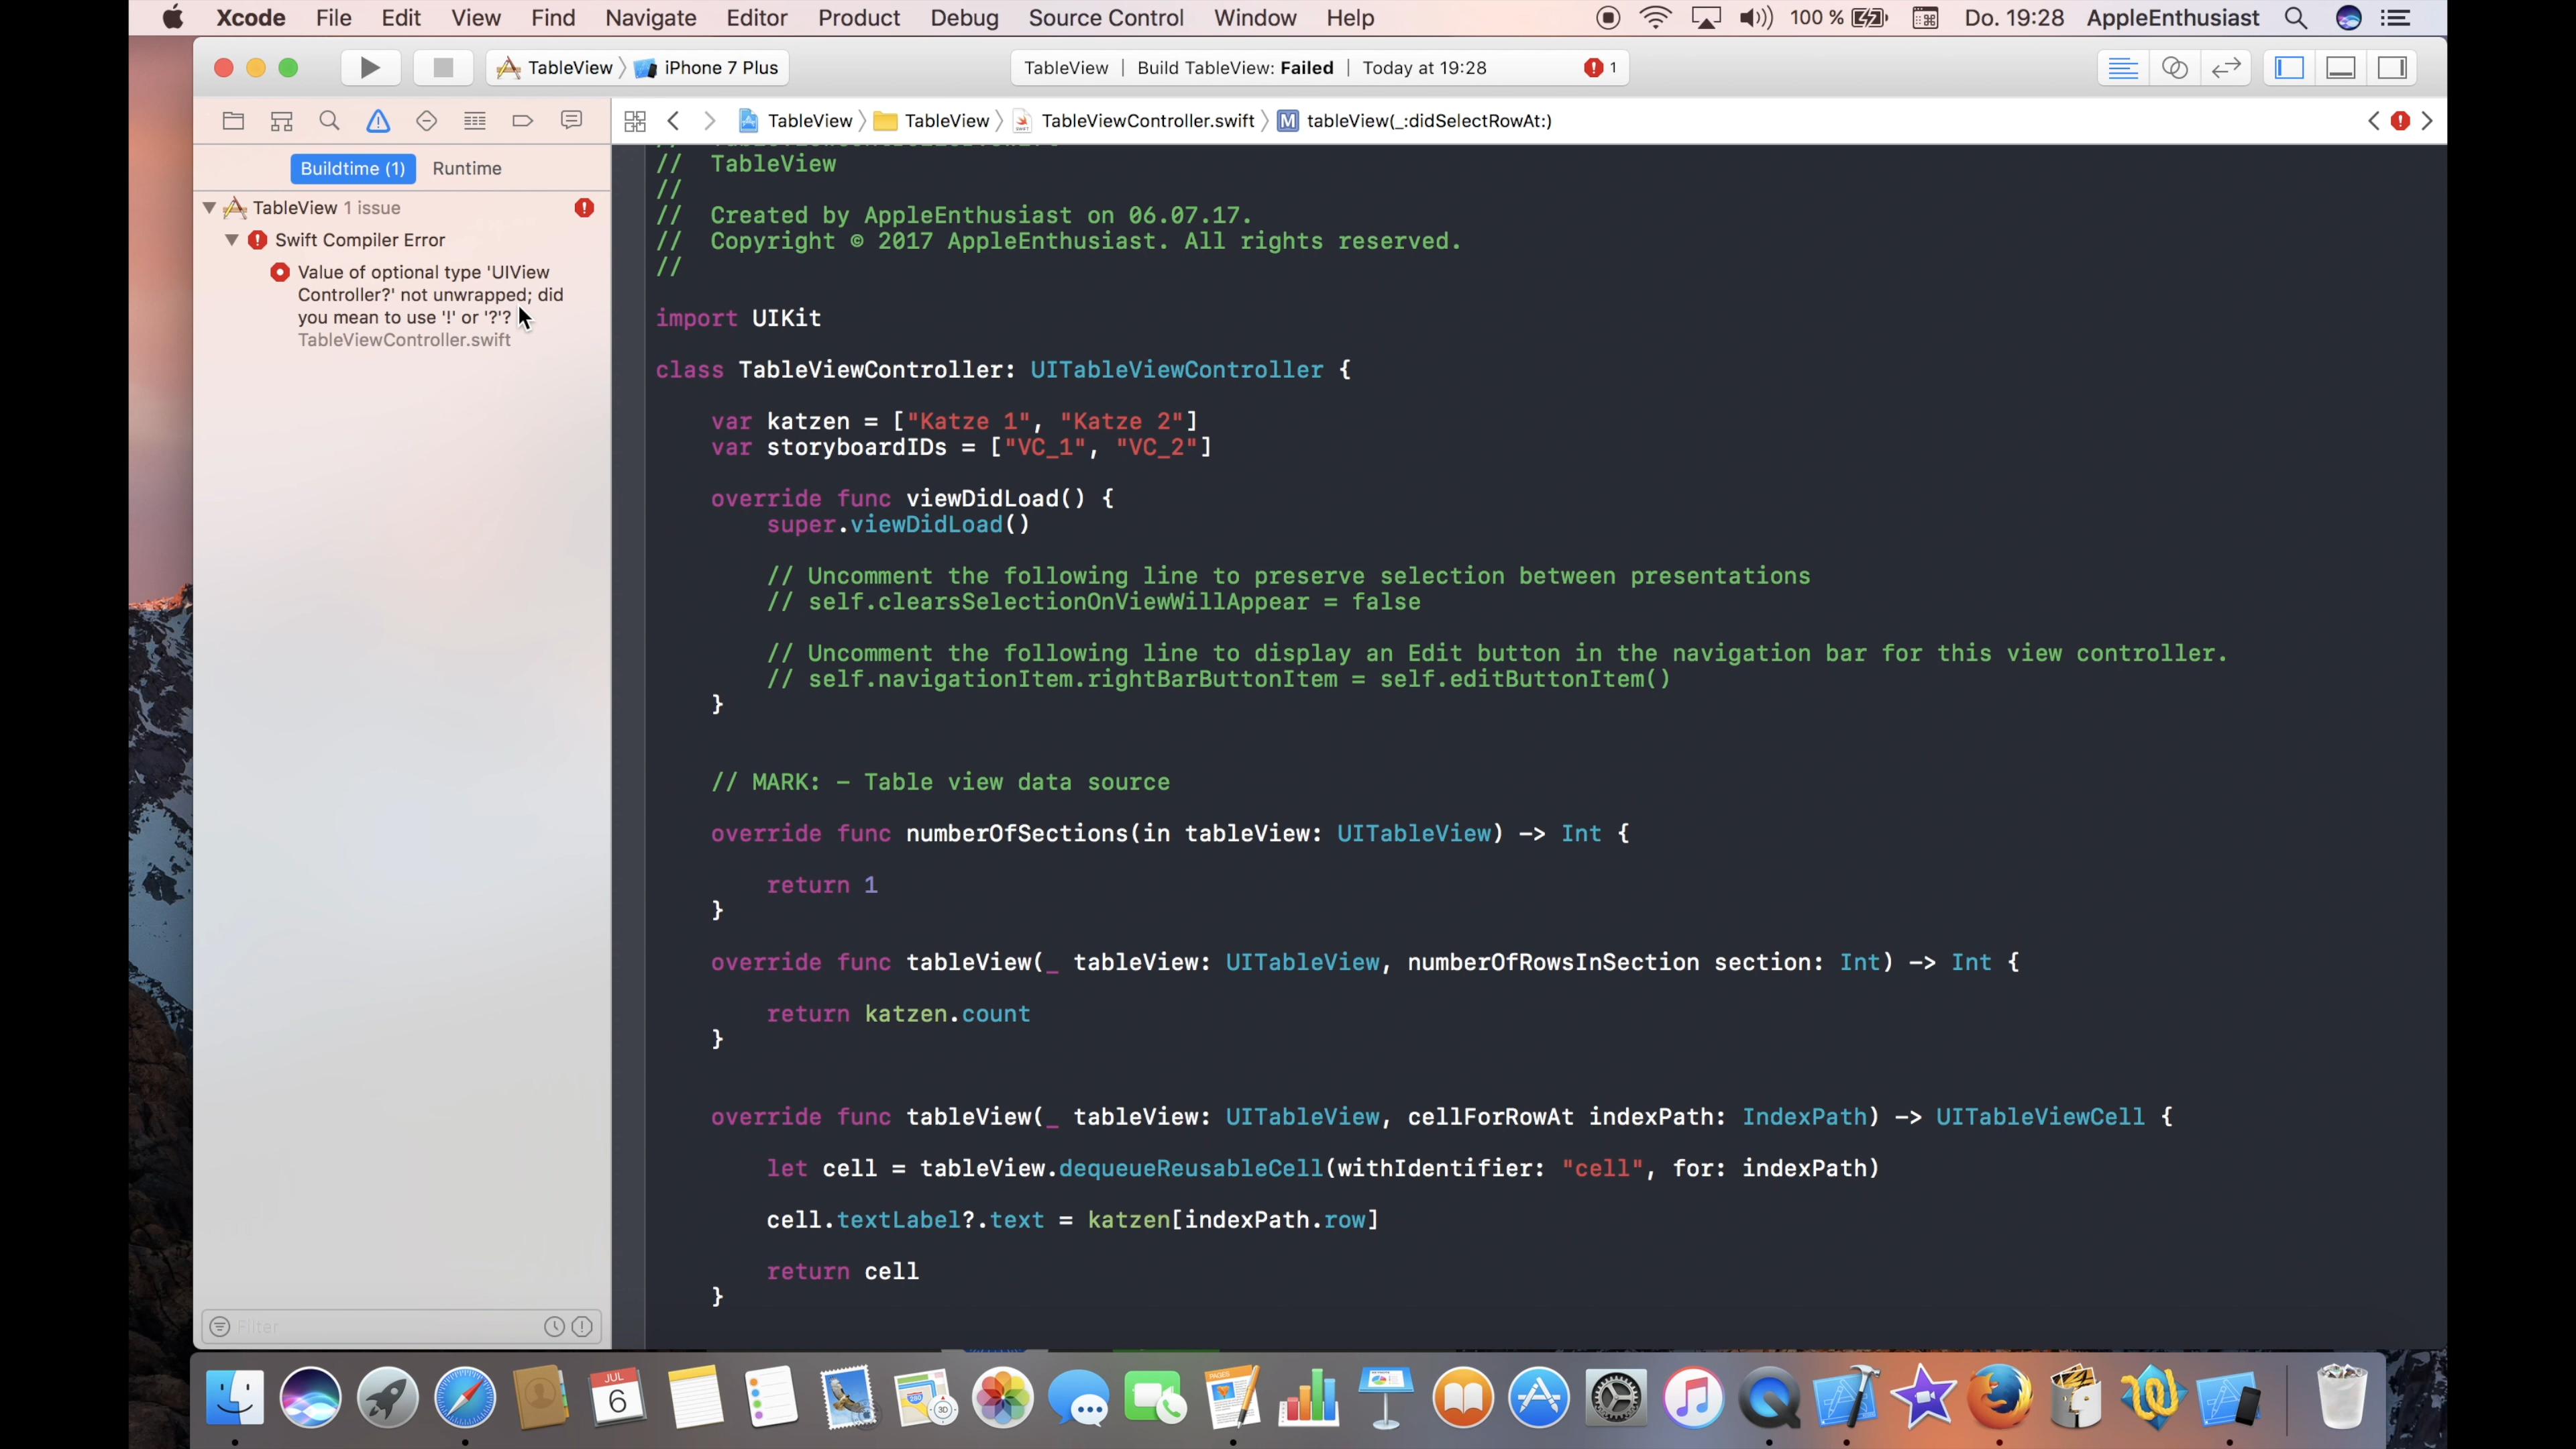 Xcode File Edit View Find Navigate Editor Product Debug Source Control Window Help 100 % Do. 19:28 AppleEnthusiast
TableView iPhone 7 Plus
TableView | Build TableView: Failed | Today at 19:28 1
TableView TableView TableViewController.swift M tableView(_:didSelectRowAt:)
Buildtime (1) Runtime
TableView 1 issue
Swift Compiler Error
Value of optional type 'UIView
Controller?' not unwrapped; did
you mean to use '!' or '?'?
TableViewController.swift
Filter
// TableView
//
// Created by AppleEnthusiast on 06.07.17.
// Copyright © 2017 AppleEnthusiast. All rights reserved.
//
import UIKit
class TableViewController: UITableViewController {
var katzen = ["Katze 1", "Katze 2"]
var storyboardIDs = ["VC_1", "VC_2"]
override func viewDidLoad() {
super.viewDidLoad()
// Uncomment the following line to preserve selection between presentations
// self.clearsSelectionOnViewWillAppear = false
// Uncomment the following line to display an Edit button in the navigation bar for this view controller.
// self.navigationItem.rightBarButtonItem = self.editButtonItem()
}
// MARK: - Table view data source
override func numberOfSections(in tableView: UITableView) -> Int {
return 1
}
override func tableView(_ tableView: UITableView, numberOfRowsInSection section: Int) -> Int {
return katzen.count
}
override func tableView(_ tableView: UITableView, cellForRowAt indexPath: IndexPath) -> UITableViewCell {
let cell = tableView.dequeueReusableCell(withIdentifier: "cell", for: indexPath)
cell.textLabel?.text = katzen[indexPath.row]
return cell
}
JUL
6
PAGES
280
3D